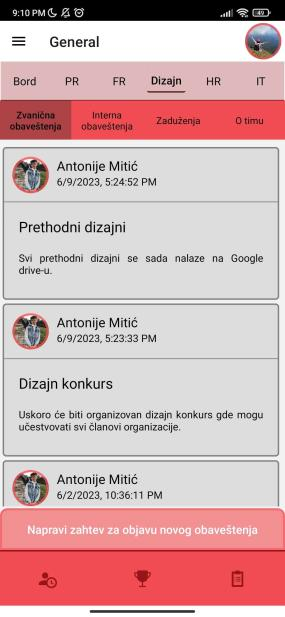 9:10 PM
49
General
Bord PR FR Dizajn HR IT
Zvanična
obaveštenja
Interna
obaveštenja
Zaduženja
O timu
Antonije Mitić
6/9/2023, 5:24:52 PM
Prethodni dizajni
Svi prethodni dizajni se sada nalaze na Google
drive-u.
Antonije Mitić
6/9/2023, 5:23:33 PM
Dizajn konkurs
Uskoro će biti organizovan dizajn konkurs gde mogu
učestvovati svi članovi organizacije.
Antonije Mitić
6/2/2023, 10:36:11 PM
Napravi zahtev za objavu novog obaveštenja